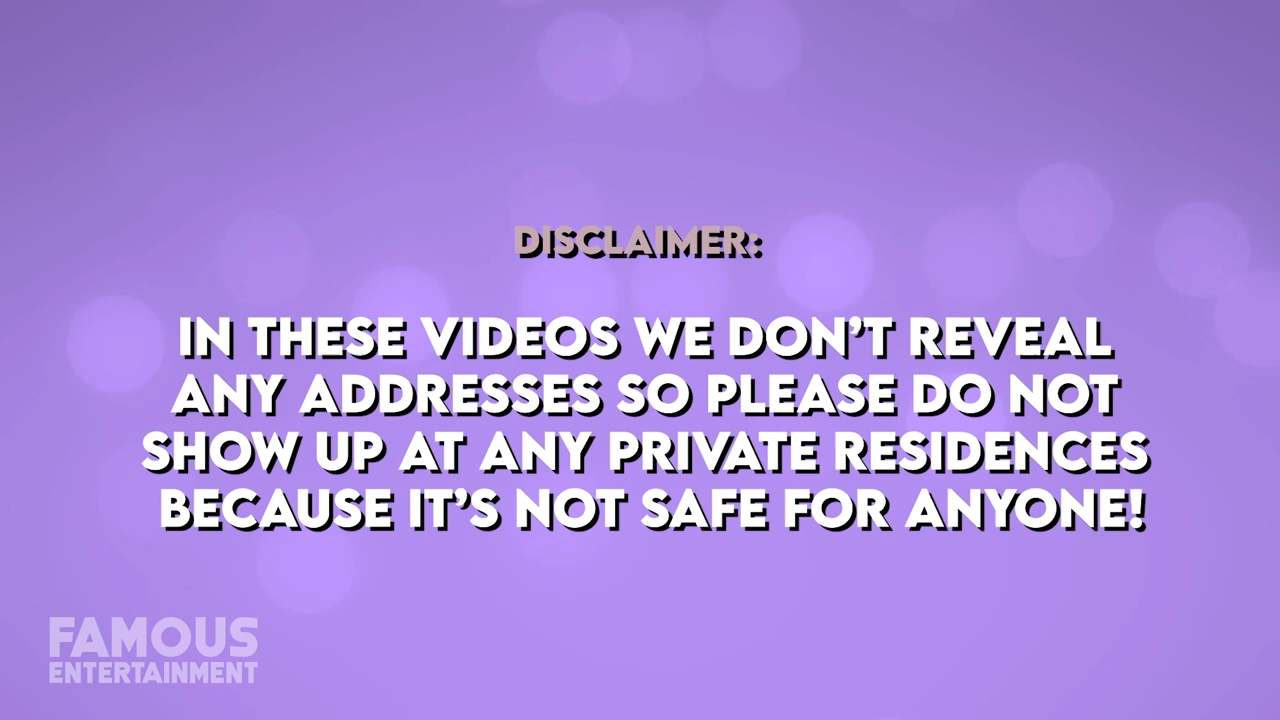 DISCLAIMER:
IN THESE VIDEOS WE DON'T REVEAL
ANY ADDRESSES SO PLEASE DO NOT
SHOW UP AT ANY PRIVATE RESIDENCES
BECAUSE IT'S NOT SAFE FOR ANYONE!
FAMOUS
ENTERTAINMENT